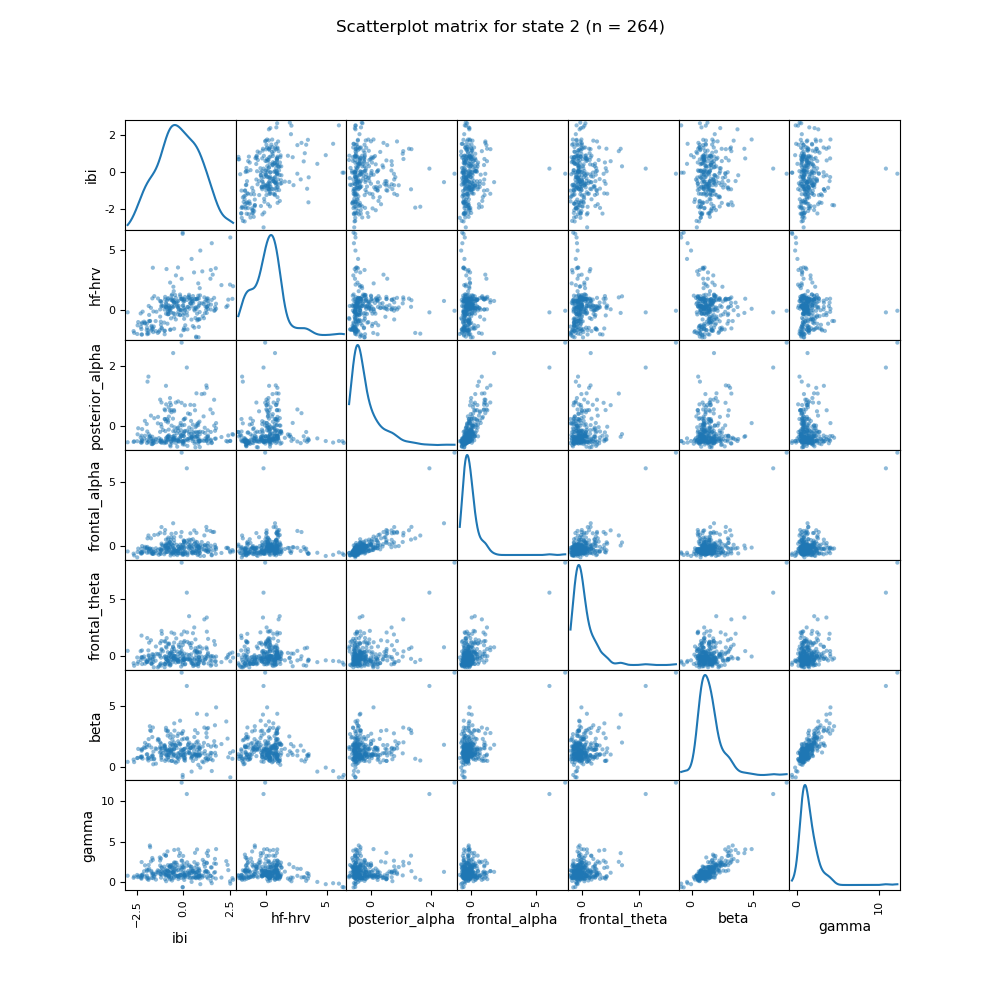 Scatterplot matrix for state 2 (n = 264)
ibi
2
0
-2
hf-hrv
5
0
posterior_alpha
2
0
frontal_alpha
5
0
frontal_theta
5
0
beta
5
0
gamma
10
5
0
−2.5 0.0 2.5 0 5 0 2 0 5 0 5 0 5 0 10
ibi hf-hrv posterior_alpha frontal_alpha frontal_theta beta gamma